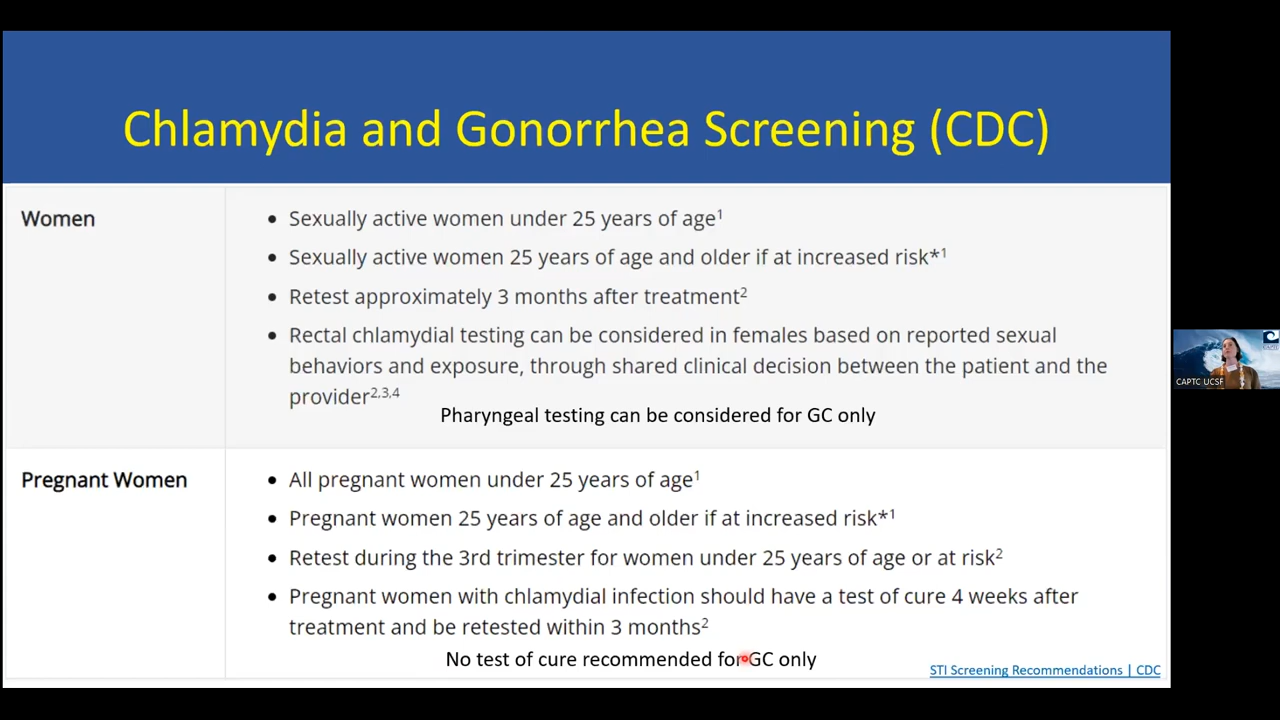 Chlamydia and Gonorrhea Screening (CDC)
Women
• Sexually active women under 25 years of age1
• Sexually active women 25 years of age and older if at increased risk*1
• Retest approximately 3 months after treatment2
• Rectal chlamydial testing can be considered in females based on reported sexual
behaviors and exposure, through shared clinical decision between the patient and the
provider2,3,4
Pharyngeal testing can be considered for GC only
Pregnant Women
• All pregnant women under 25 years of age1
• Pregnant women 25 years of age and older if at increased risk*1
• Retest during the 3rd trimester for women under 25 years of age or at risk2
• Pregnant women with chlamydial infection should have a test of cure 4 weeks after
treatment and be retested within 3 months2
No test of cure recommended for GC only
STI Screening Recommendations | CDC
CAPTC UCSF